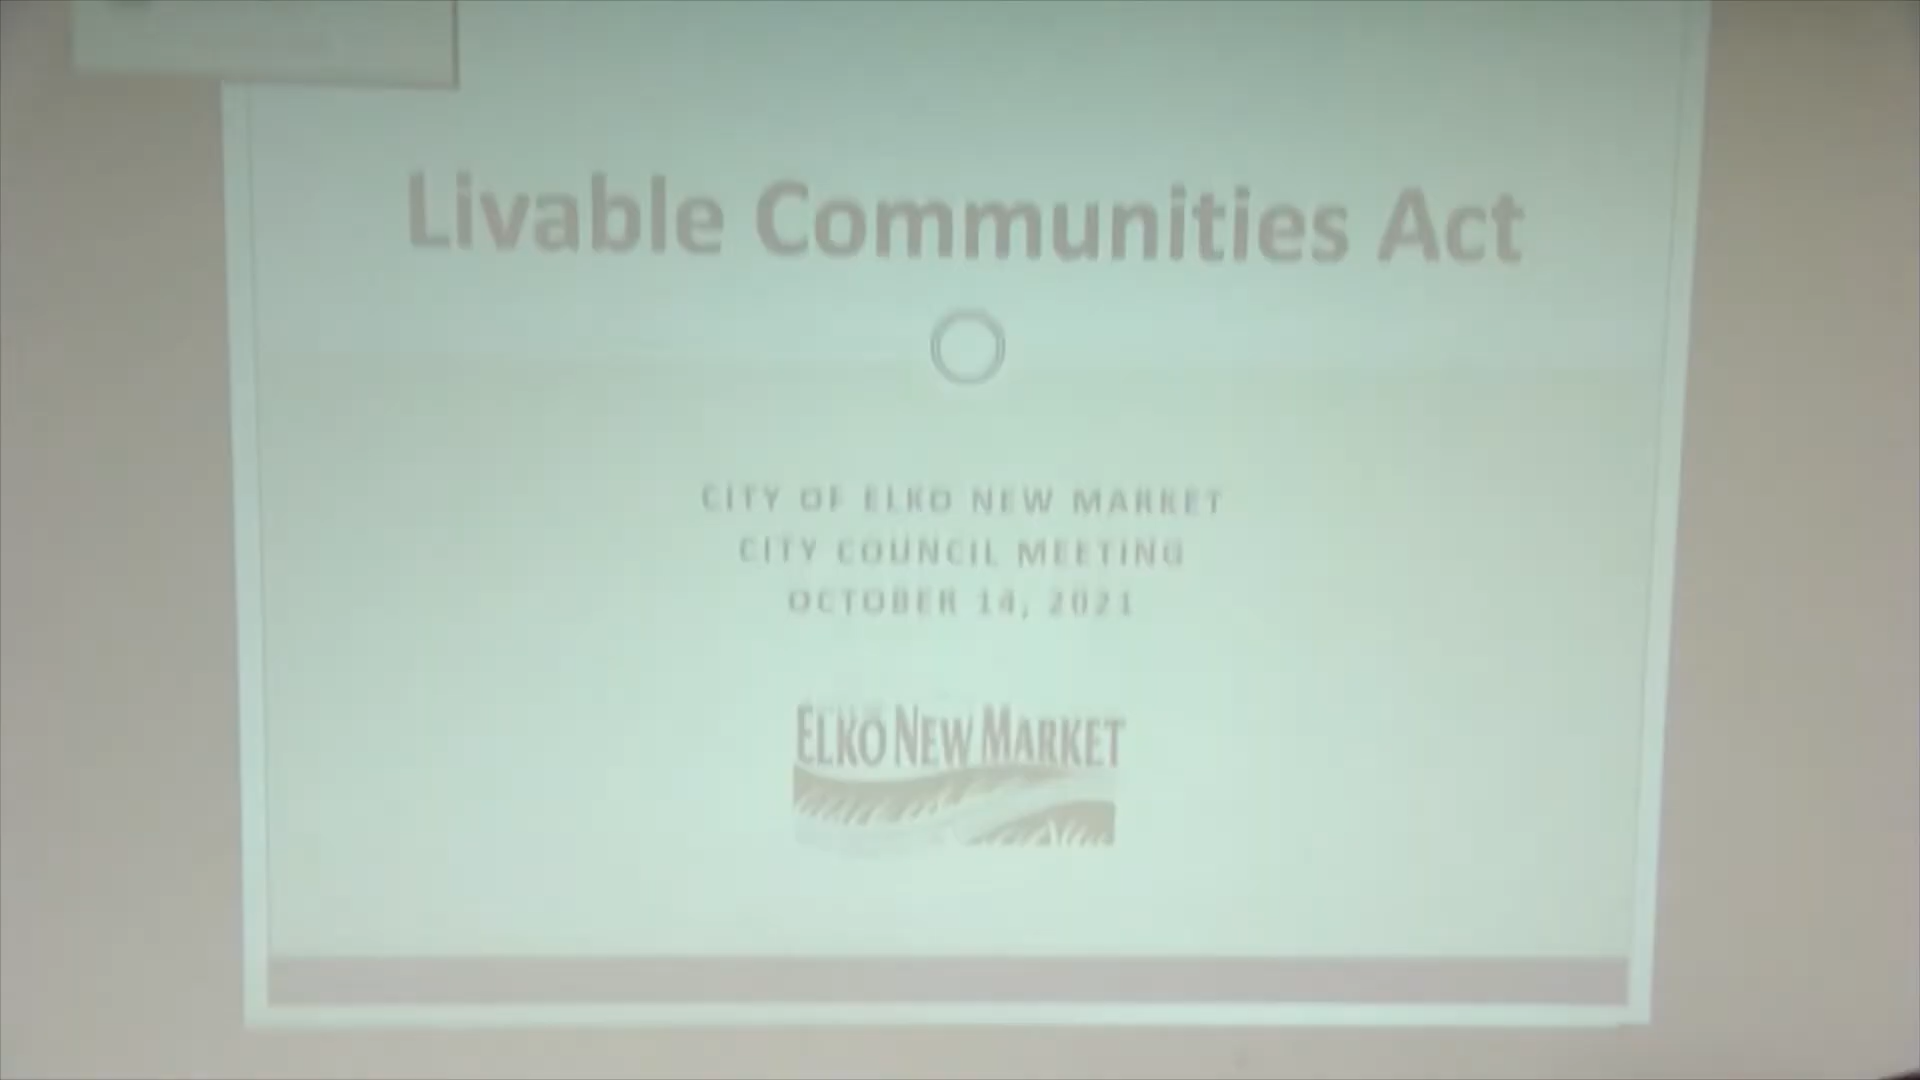 Livable Communities Act
CITY OF ELKO NEW MARKET
CITY COUNCIL MEETING
OCTOBER 14, 2021
ELKO NEW MARKET